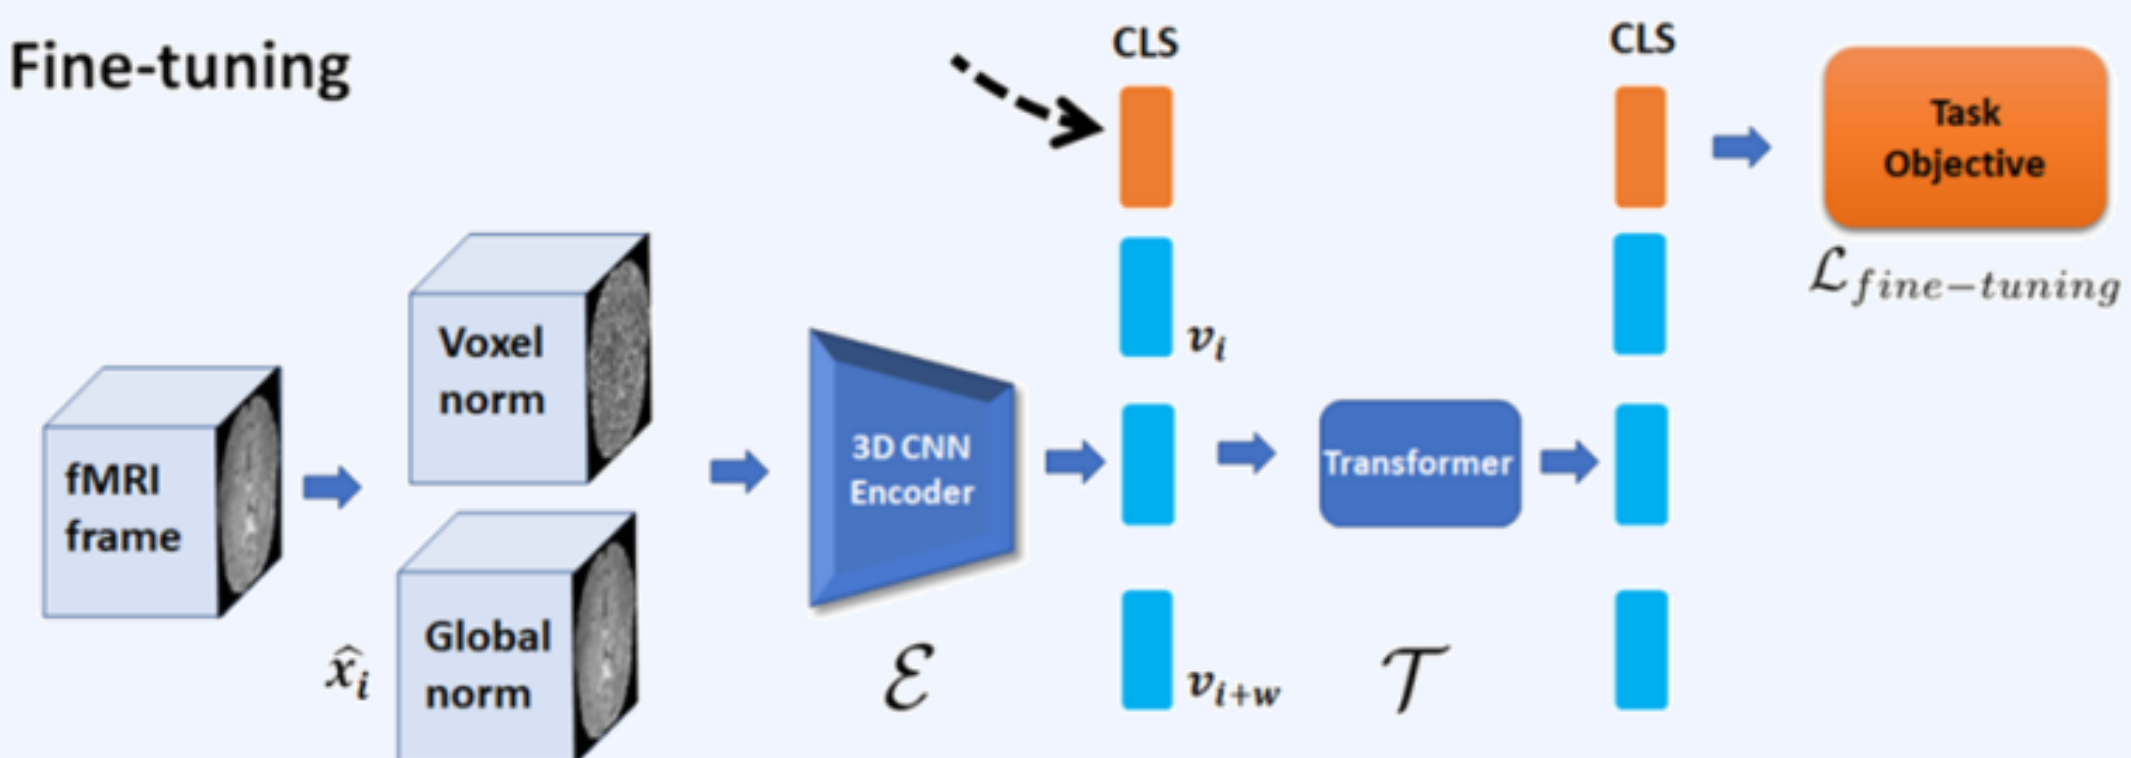 Fine-tuning
CLS
CLS
Task
Objective
ℒfine−tuning
Voxel
norm
vi
fMRI
frame
3D CNN
Encoder
Transformer
x̂i
Global
norm
ℰ
vi+w
𝒯